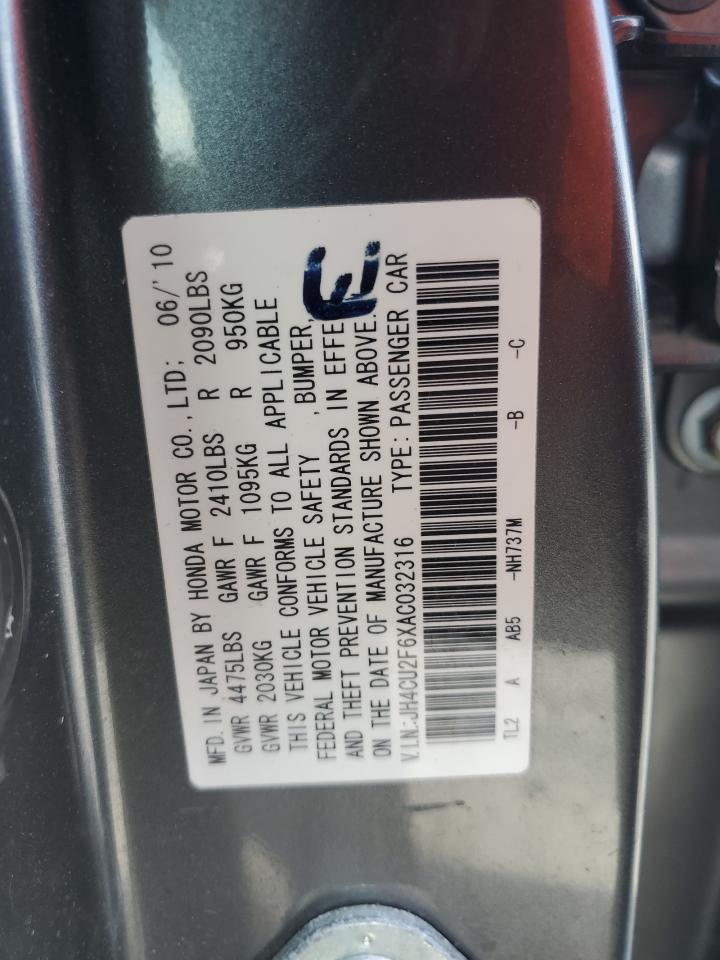 MFD. IN JAPAN BY HONDA MOTOR CO., LTD; 06/'10
GVWR 4475LBS GAWR F 2410LBS R 2090LBS
GVWR 2030KG GAWR F 1095KG R 950KG
THIS VEHICLE CONFORMS TO ALL APPLICABLE
FEDERAL MOTOR VEHICLE SAFETY ,BUMPER,
AND THEFT PREVENTION STANDARDS IN EFFE
ON THE DATE OF MANUFACTURE SHOWN ABOVE.
V.I.N:JH4CU2F6XAC032316 TYPE: PASSENGER CAR
TL2 A AB5 -NH737M -B -C